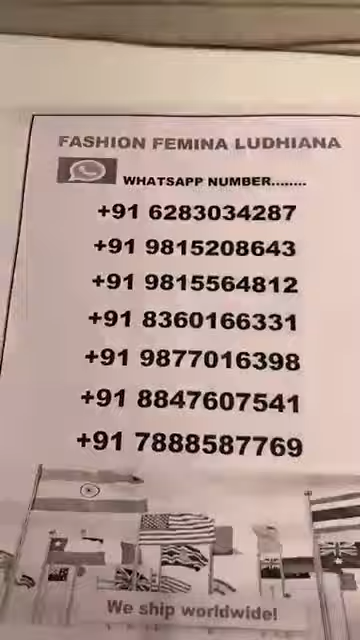 FASHION FEMINA LUDHIANA
WHATSAPP NUMBER........
+91 6283034287
+91 9815208643
+91 9815564812
+91 8360166331
+91 9877016398
+91 8847607541
+91 7888587769
We ship worldwide!